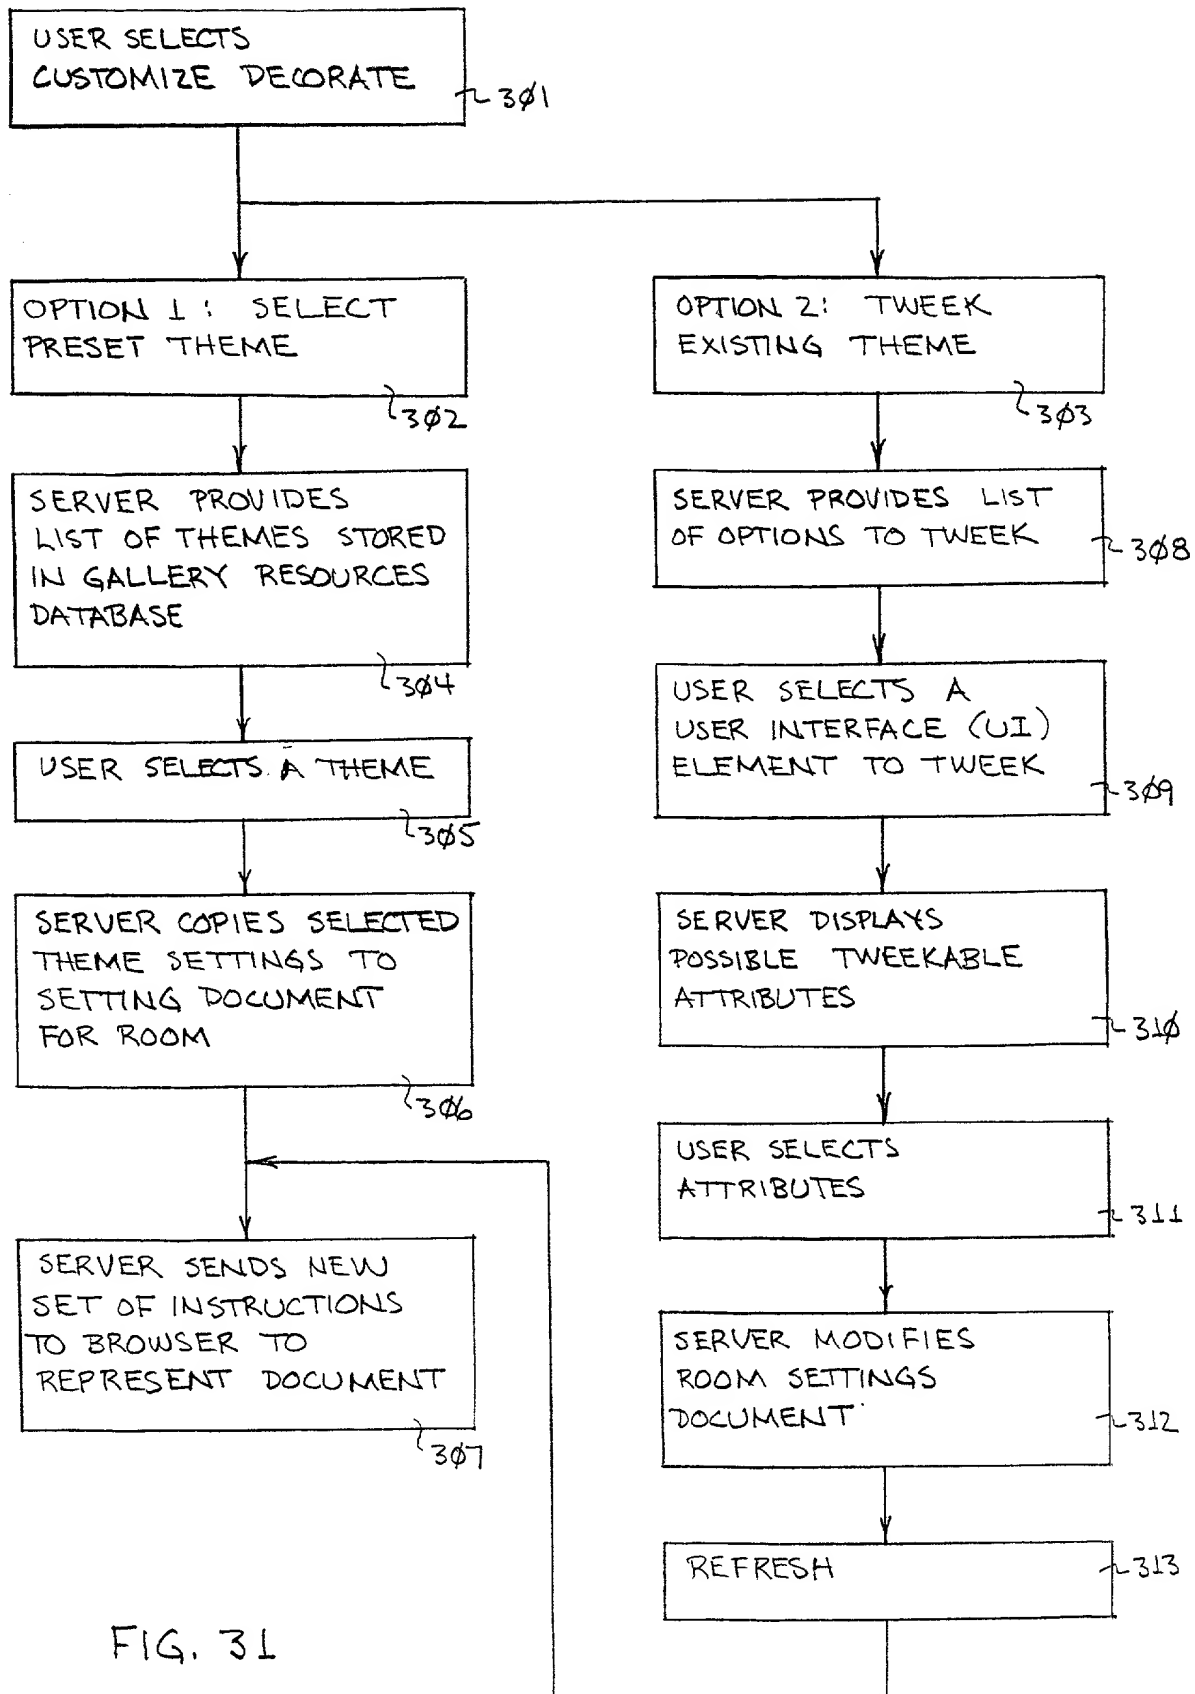 USER SELECTS
CUSTOMIZE DECORATE
301
OPTION 1: SELECT
PRESET THEME
302
SERVER PROVIDES
LIST OF THEMES STORED
IN GALLERY RESOURCES
DATABASE
304
USER SELECTS A THEME
305
SERVER COPIES SELECTED
THEME SETTINGS TO
SETTING DOCUMENT
FOR ROOM
306
SERVER SENDS NEW
SET OF INSTRUCTIONS
TO BROWSER TO
REPRESENT DOCUMENT
307
OPTION 2: TWEEK
EXISTING THEME
303
SERVER PROVIDES LIST
OF OPTIONS TO TWEEK
308
USER SELECTS A
USER INTERFACE (UI)
ELEMENT TO TWEEK
309
SERVER DISPLAYS
POSSIBLE TWEEKABLE
ATTRIBUTES
310
USER SELECTS
ATTRIBUTES
311
SERVER MODIFIES
ROOM SETTINGS
DOCUMENT
312
REFRESH
313
FIG. 31